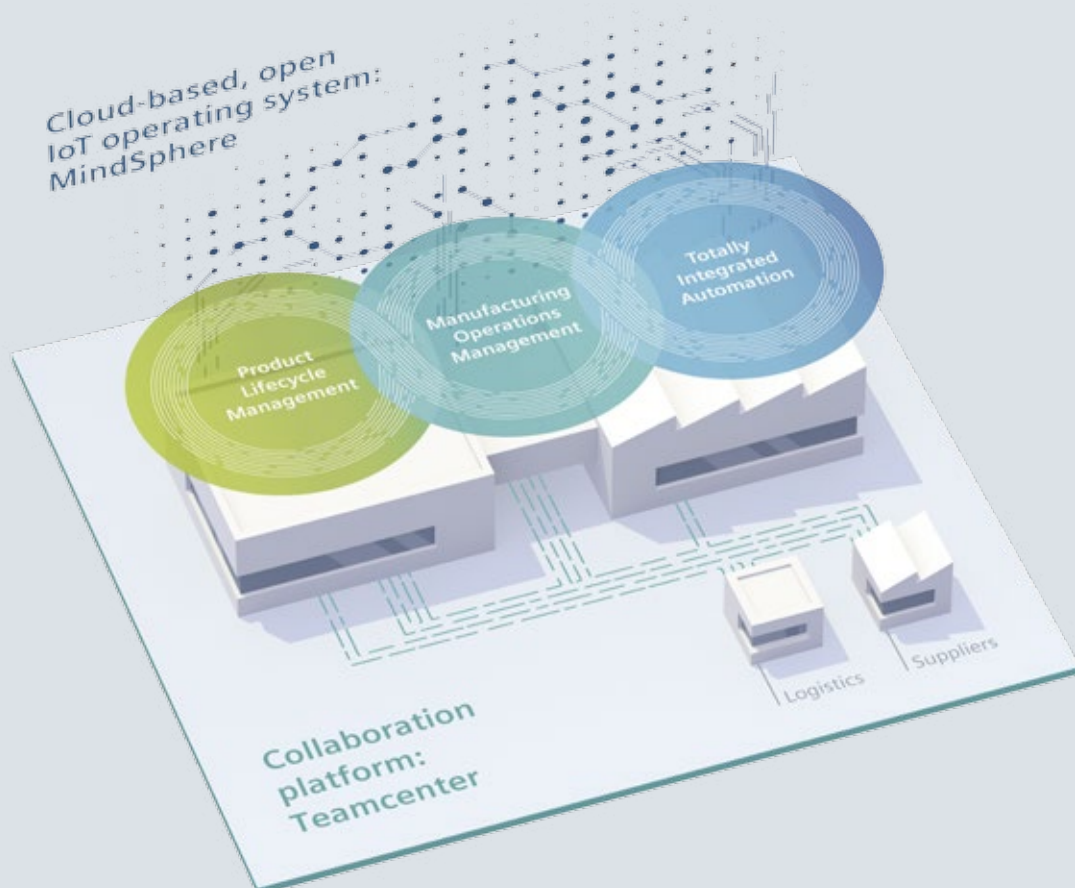 Cloud-based, open
IoT operating system:
MindSphere
Product
Lifecycle
Management
Manufacturing
Operations
Management
Totally
Integrated
Automation
Logistics
Suppliers
Collaboration
platform:
Teamcenter